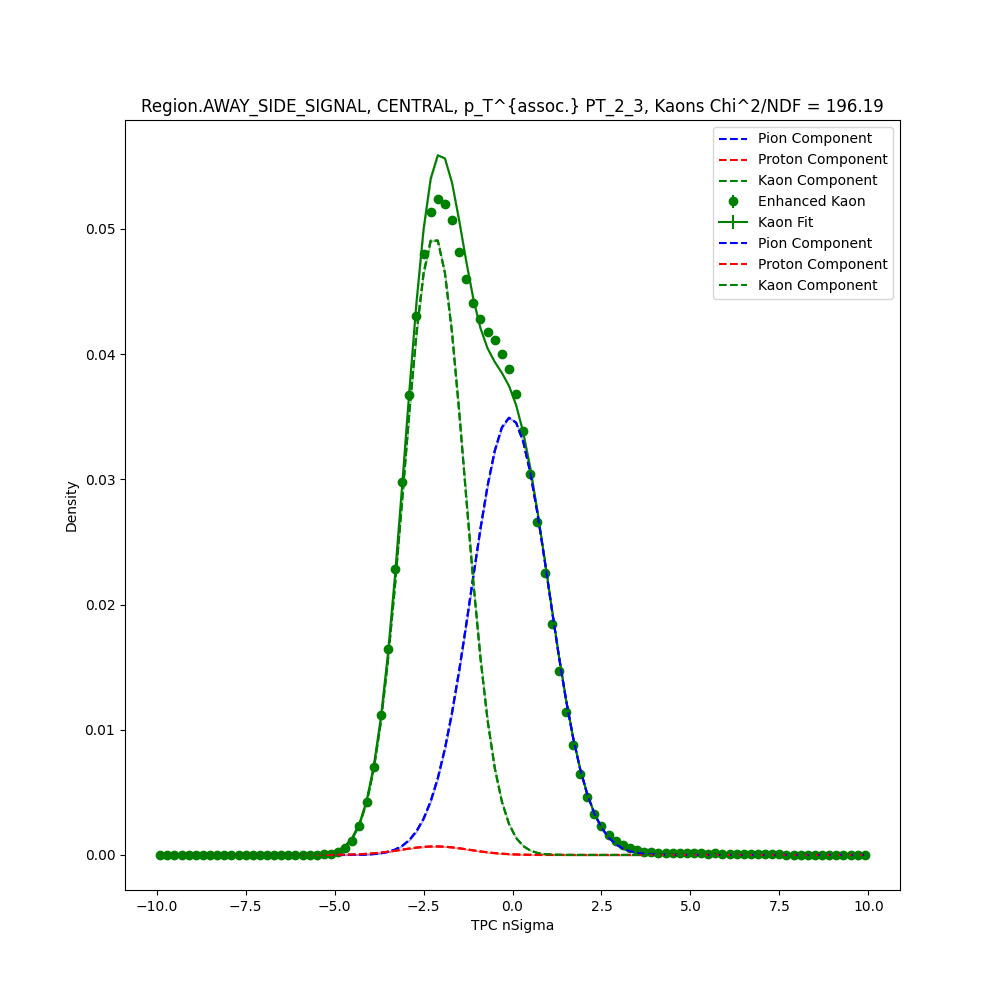 Region.AWAY_SIDE_SIGNAL, CENTRAL, p_T^{assoc.} PT_2_3, Kaons Chi^2/NDF = 196.19
Pion Component
Proton Component
Kaon Component
Enhanced Kaon
Kaon Fit
Pion Component
Proton Component
Kaon Component
Density
0.05
0.04
0.03
0.02
0.01
0.00
−10.0 −7.5 −5.0 −2.5 0.0 2.5 5.0 7.5 10.0
TPC nSigma